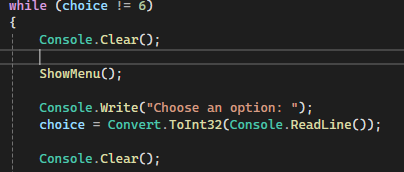 while (choice != 6)
{
Console.Clear();
ShowMenu();
Console.Write("Choose an option: ");
choice = Convert.ToInt32(Console.ReadLine());
Console.Clear();